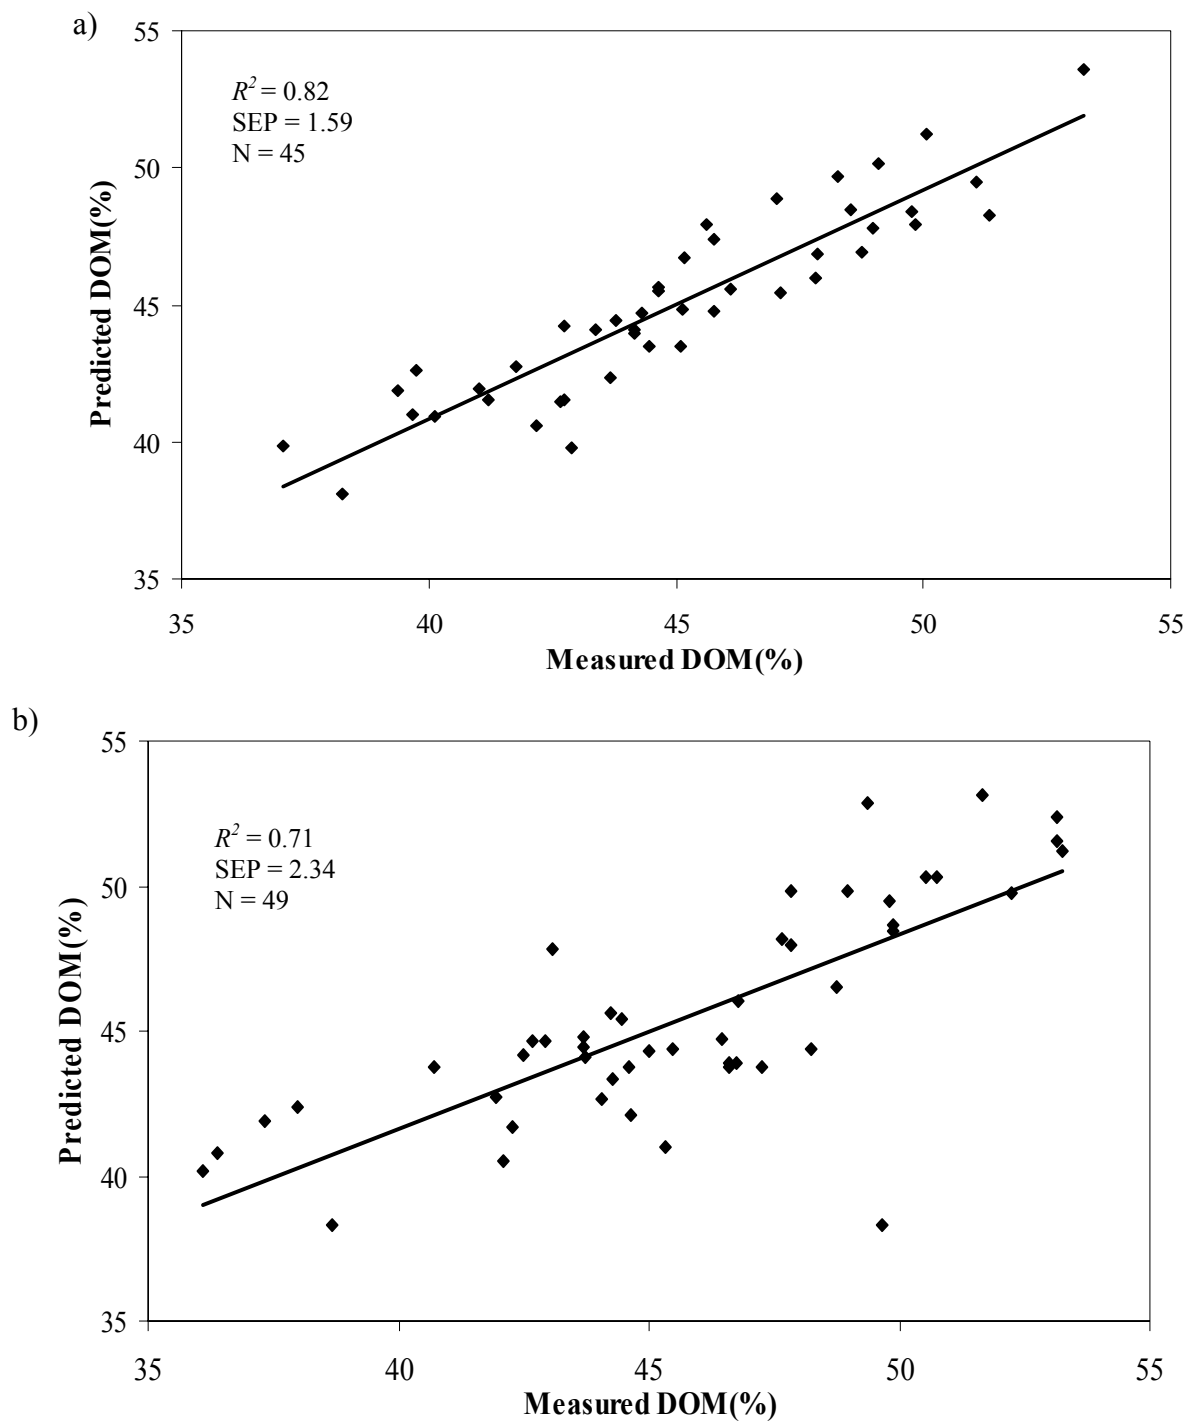 a)
55
R² = 0.82
SEP = 1.59
N = 45
50
45
40
35
Predicted DOM(%)
35 40 45 50 55
Measured DOM(%)
b)
55
R² = 0.71
SEP = 2.34
N = 49
50
45
40
35
Predicted DOM(%)
35 40 45 50 55
Measured DOM(%)